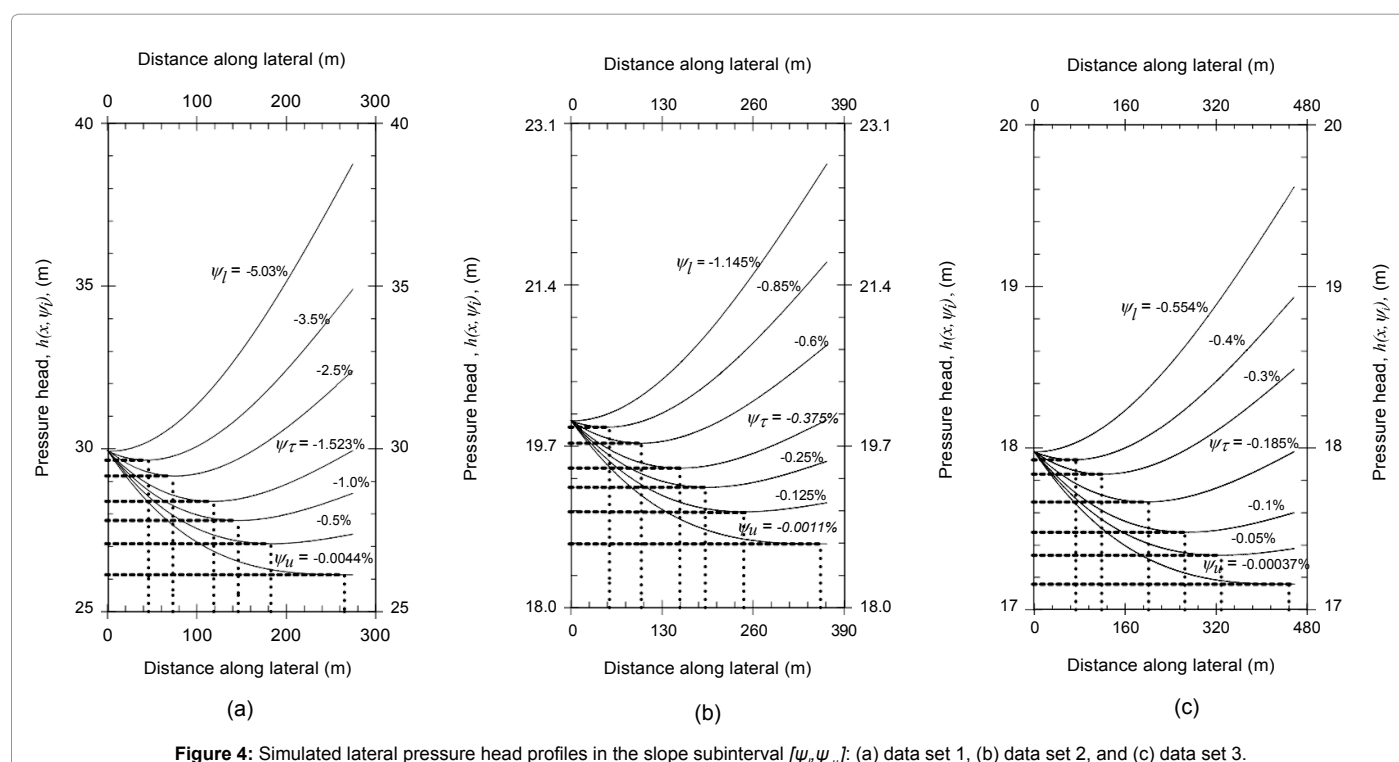 Distance along lateral (m)
0 100 200 300
40 40
35 35
30 30
25 25
Pressure head, h(x, ψi), (m)
ψl = -5.03%
-3.5%
-2.5%
ψτ = -1.523%
-1.0%
-0.5%
ψu = -0.0044%
0 100 200 300
Distance along lateral (m)
(a)
Distance along lateral (m)
0 130 260 390
23.1 23.1
21.4 21.4
19.7 19.7
18.0 18.0
Pressure head, h(x, ψi), (m)
Pressure head , h(x, ψi), (m)
ψl = -1.145%
-0.85%
-0.6%
ψτ = -0.375%
-0.25%
-0.125%
ψu = -0.0011%
0 130 260 390
Distance along lateral (m)
(b)
Distance along lateral (m)
0 160 320 480
20 20
19 19
18 18
17 17
Pressure head, h(x, ψi), (m)
Pressure head, h(x, ψi), (m)
ψl = -0.554%
-0.4%
-0.3%
ψτ = -0.185%
-0.1%
-0.05%
ψu = -0.00037%
0 160 320 480
Distance along lateral (m)
(c)
Figure 4: Simulated lateral pressure head profiles in the slope subinterval [ψl,ψu]: (a) data set 1, (b) data set 2, and (c) data set 3.